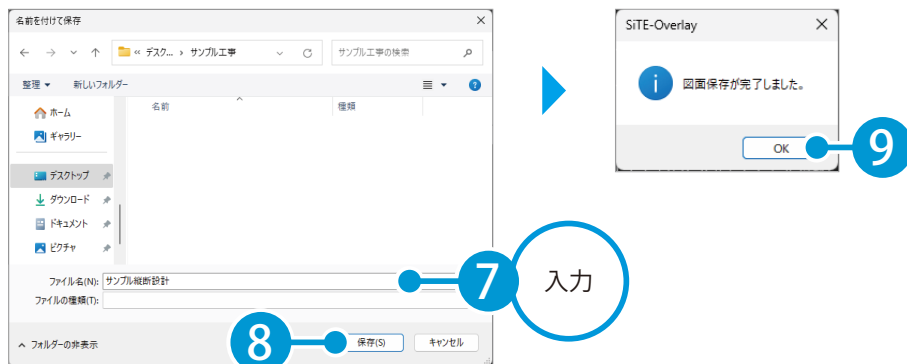 名前を付けて保存
« デスク... › サンプル工事
サンプル工事の検索
整理
新しいフォルダー
名前
種類
ホーム
ギャラリー
デスクトップ
ダウンロード
ドキュメント
ピクチャ
ファイル名(N): サンプル縦断設計
ファイルの種類(T):
7
入力
フォルダーの非表示
8
保存(S)
キャンセル
SiTE-Overlay
i
図面保存が完了しました。
OK
9